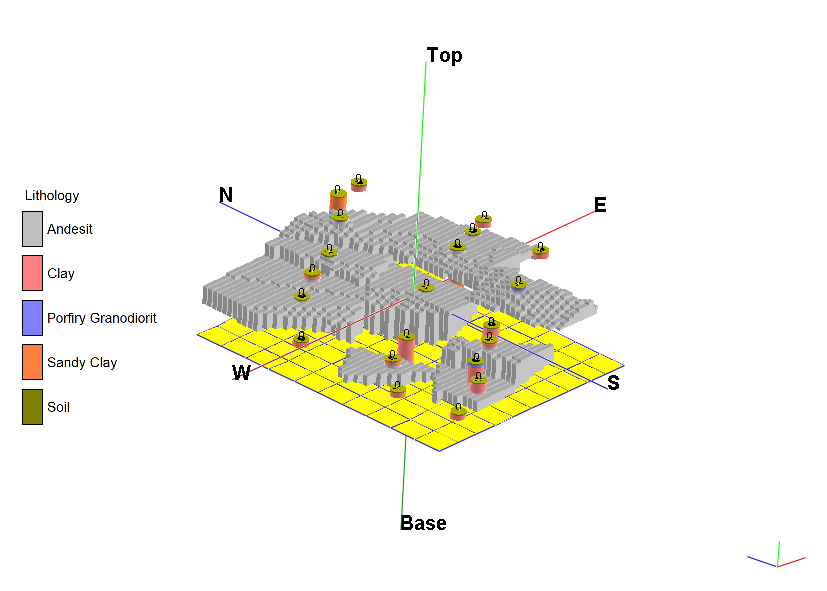 Top
N
E
Lithology
Andesit
Clay
Porfiry Granodiorit
Sandy Clay
Soil
W
S
Base